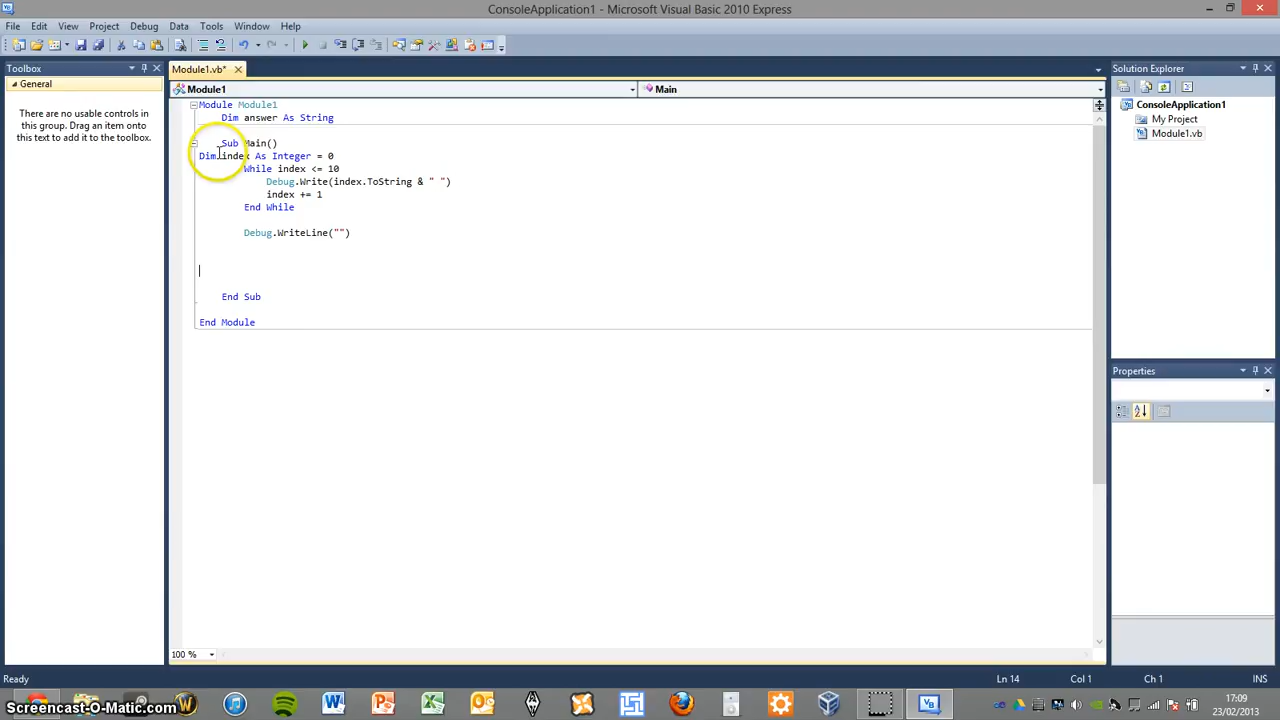 ConsoleApplication1 - Microsoft Visual Basic 2010 Express
File Edit View Project Debug Data Tools Window Help
Toolbox
General
There are no usable controls in
this group. Drag an item onto
this text to add it to the toolbox.
Module1.vb*
Module1
Main
Module Module1
Dim answer As String
Sub Main()
Dim index As Integer = 0
While index <= 10
Debug.Write(index.ToString & " ")
index += 1
End While
Debug.WriteLine("")
End Sub
End Module
100 %
Solution Explorer
ConsoleApplication1
My Project
Module1.vb
Properties
Ready
Ln 14
Col 1
Ch 1
INS
Screencast-O-Matic.com
17:09
23/02/2013